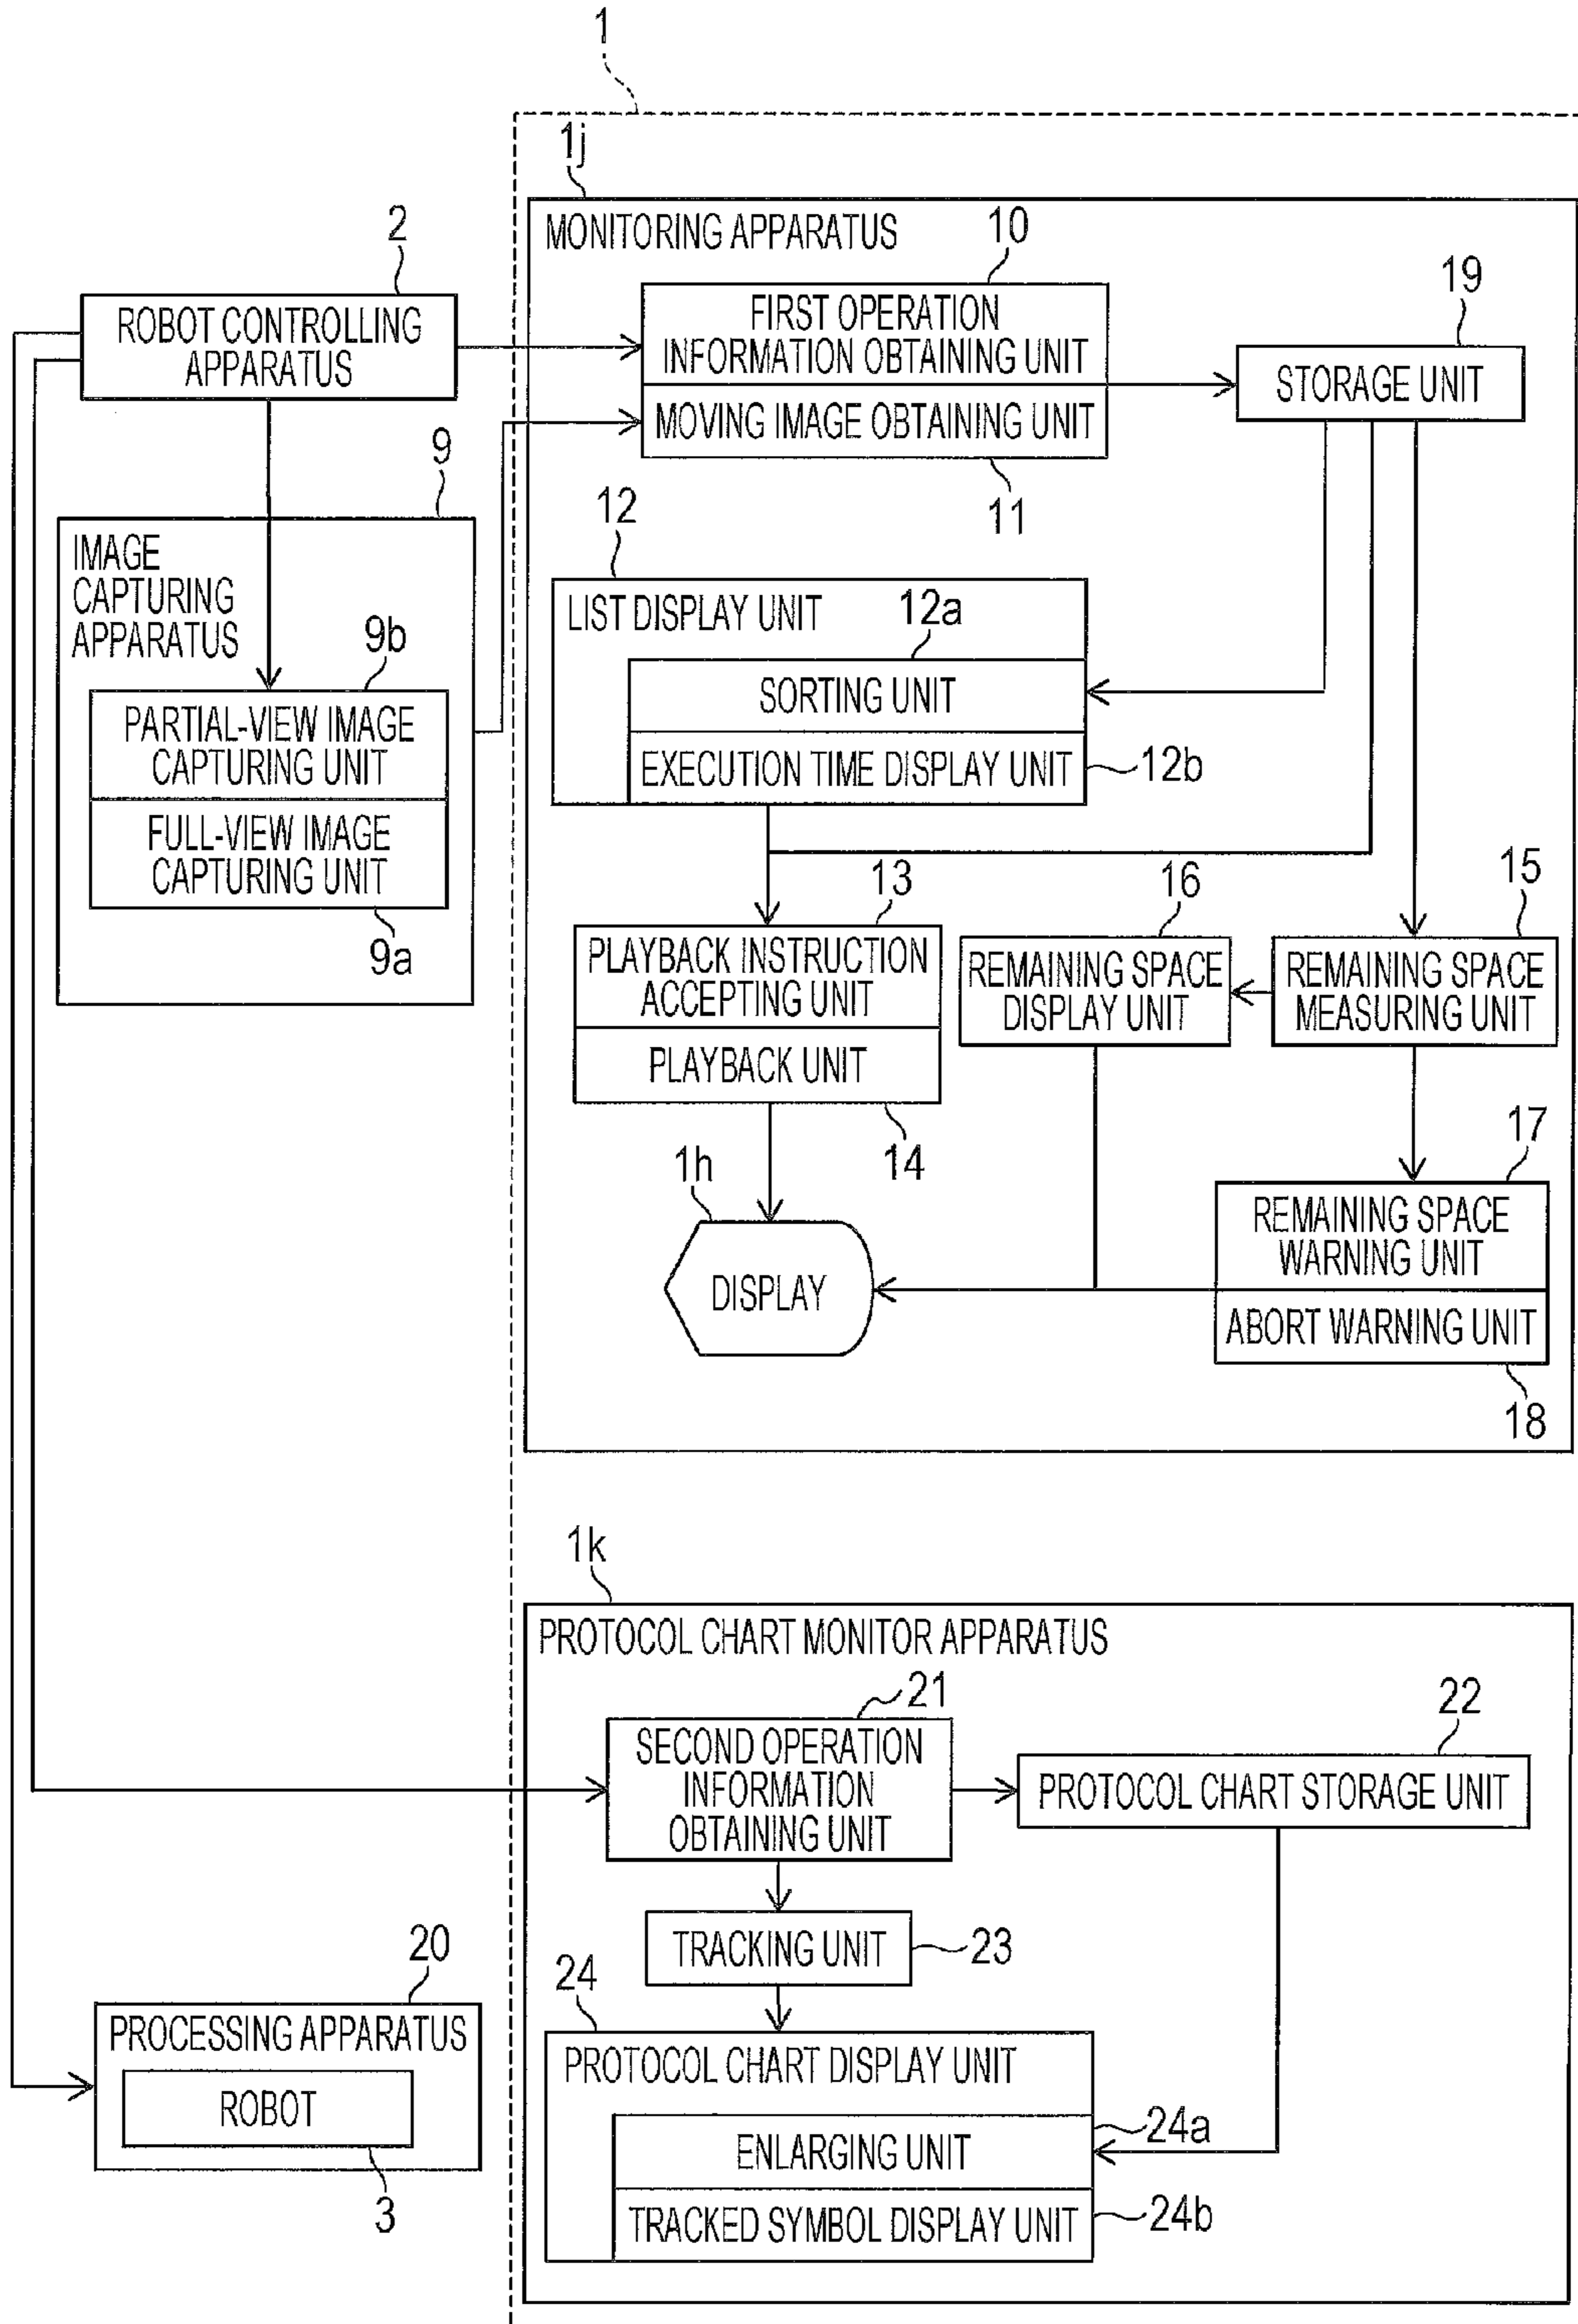 1
1j
MONITORING APPARATUS
2
ROBOT CONTROLLING
APPARATUS
10
FIRST OPERATION
INFORMATION OBTAINING UNIT
MOVING IMAGE OBTAINING UNIT
11
19
STORAGE UNIT
9
IMAGE
CAPTURING
APPARATUS
9b
PARTIAL-VIEW IMAGE
CAPTURING UNIT
FULL-VIEW IMAGE
CAPTURING UNIT
9a
12
LIST DISPLAY UNIT
12a
SORTING UNIT
EXECUTION TIME DISPLAY UNIT
12b
13
PLAYBACK INSTRUCTION
ACCEPTING UNIT
PLAYBACK UNIT
14
16
REMAINING SPACE
DISPLAY UNIT
15
REMAINING SPACE
MEASURING UNIT
1h
DISPLAY
17
REMAINING SPACE
WARNING UNIT
ABORT WARNING UNIT
18
1k
PROTOCOL CHART MONITOR APPARATUS
21
SECOND OPERATION
INFORMATION
OBTAINING UNIT
22
PROTOCOL CHART STORAGE UNIT
TRACKING UNIT
23
20
PROCESSING APPARATUS
ROBOT
3
24
PROTOCOL CHART DISPLAY UNIT
24a
ENLARGING UNIT
TRACKED SYMBOL DISPLAY UNIT
24b